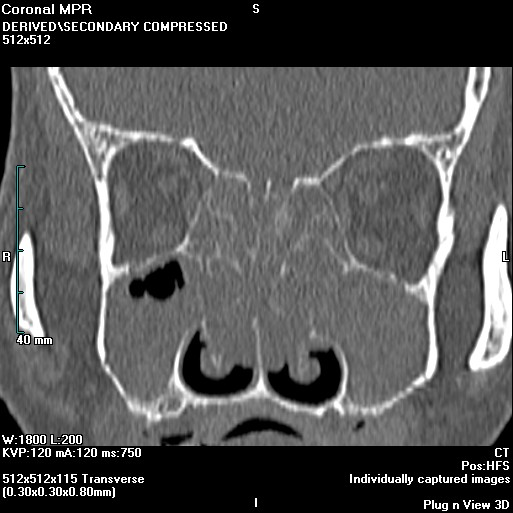 Coronal MPR
S
DERIVED\SECONDARY COMPRESSED
512x512
R
L
40 mm
W:1800 L:200
KVP:120 mA:120 ms:750
CT
Pos:HFS
512x512x115 Transverse
Individually captured images
(0.30x0.30x0.80mm)
I
Plug n View 3D